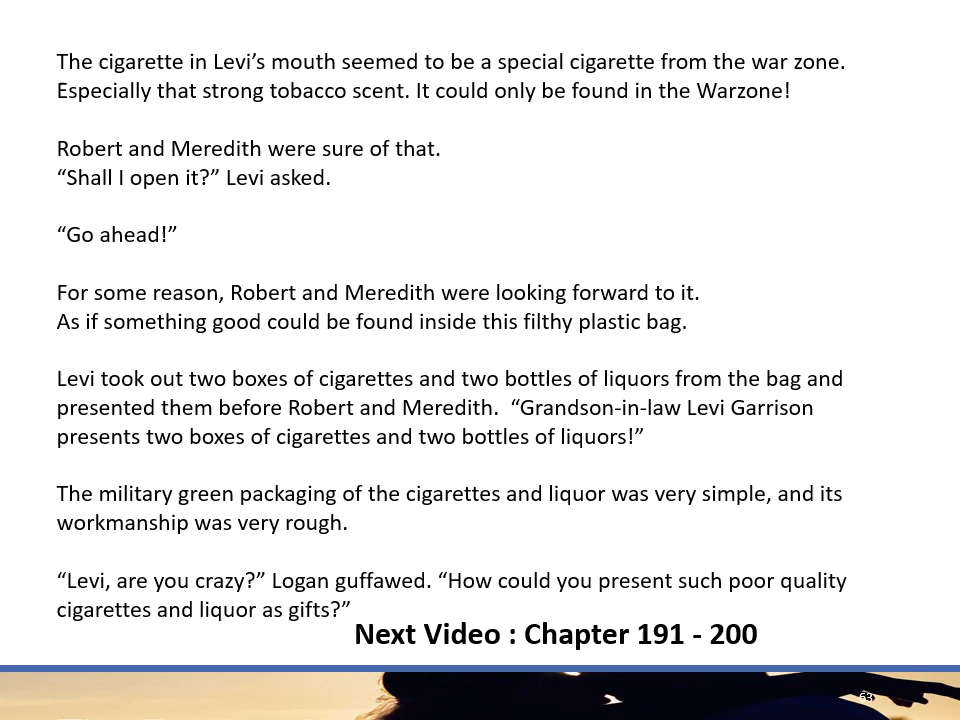 The cigarette in Levi’s mouth seemed to be a special cigarette from the war zone.
Especially that strong tobacco scent. It could only be found in the Warzone!
Robert and Meredith were sure of that.
“Shall I open it?” Levi asked.
“Go ahead!”
For some reason, Robert and Meredith were looking forward to it.
As if something good could be found inside this filthy plastic bag.
Levi took out two boxes of cigarettes and two bottles of liquors from the bag and
presented them before Robert and Meredith.  “Grandson-in-law Levi Garrison
presents two boxes of cigarettes and two bottles of liquors!”
The military green packaging of the cigarettes and liquor was very simple, and its
workmanship was very rough.
“Levi, are you crazy?” Logan guffawed. “How could you present such poor quality
cigarettes and liquor as gifts?”
Next Video : Chapter 191 - 200
63